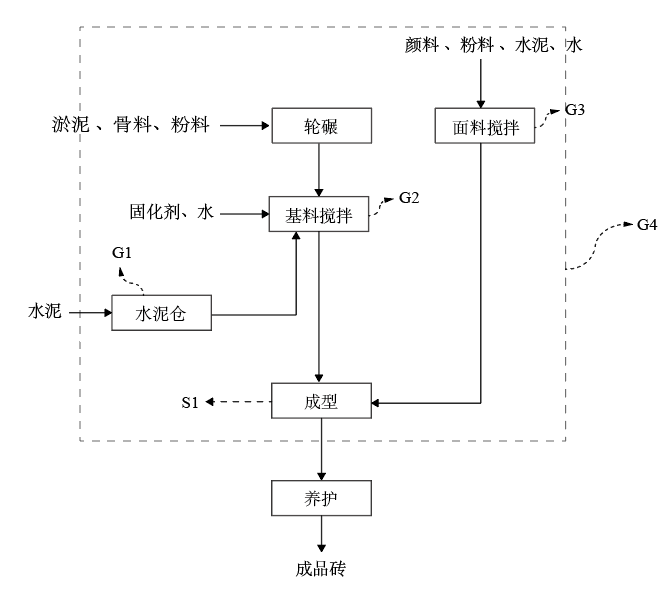 颜料、粉料、水泥、水
淤泥、骨料、粉料
轮碾
面料搅拌
G3
固化剂、水
基料搅拌
G2
G4
G1
水泥
水泥仓
S1
成型
养护
成品砖